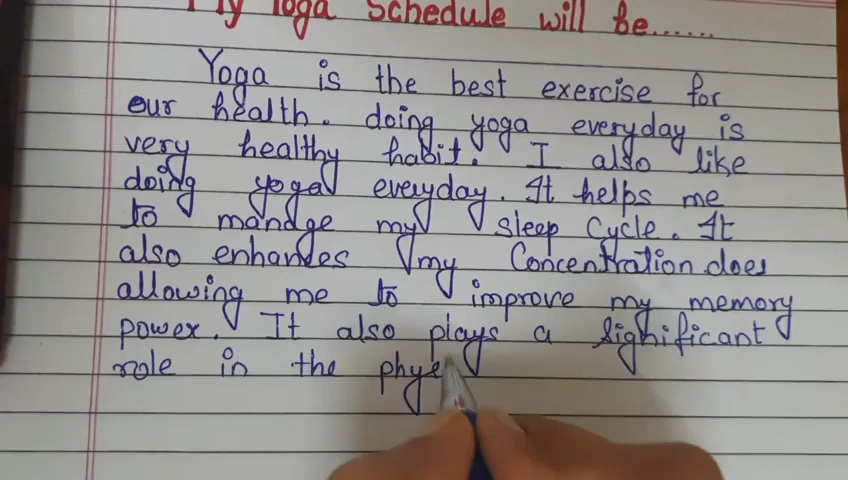 My Yoga Schedule will be......
Yoga is the best exercise for
our health. doing yoga everyday is
very healthy habit. I also like
doing yoga everyday. It helps me
to manage my sleep Cycle. It
also enhances my Concentration does
allowing me to improve my memory
power. It also plays a significant
role in the phye